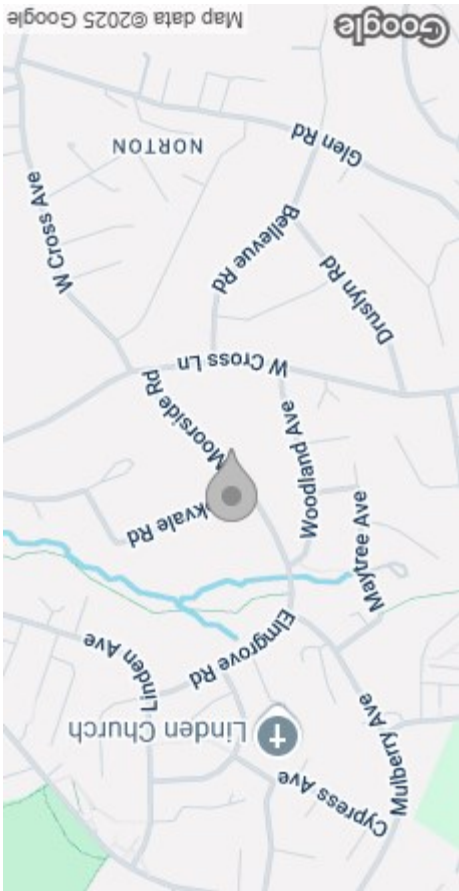 Cypress Ave
Mulberry Ave
Linden Church
Linden Ave
Elmgrove Rd
Maytree Ave
kvale Rd
Woodland Ave
Moorside Rd
W Cross Ln
Druslyn Rd
Bellevue Rd
W Cross Ave
NORTON
Glen Rd
Google
Map data ©2025 Google